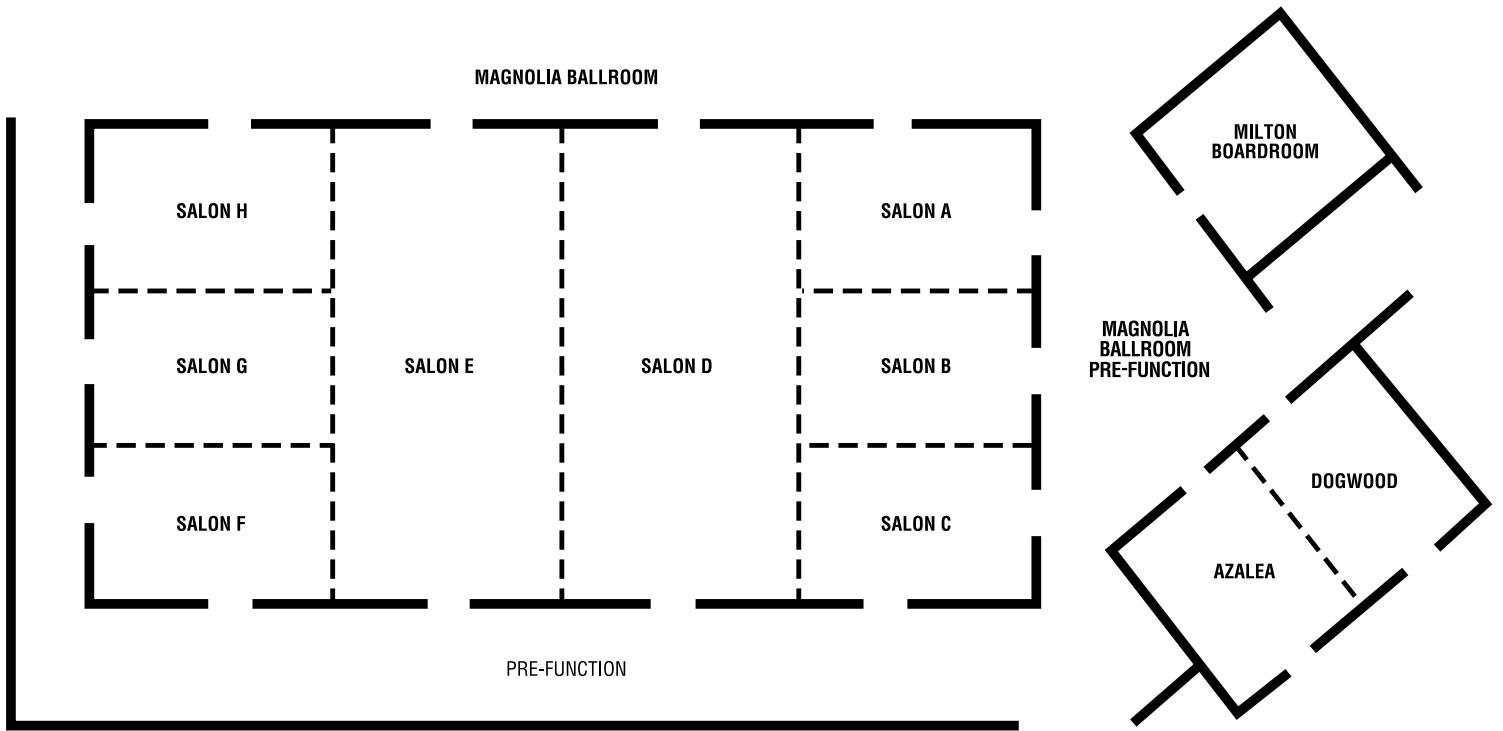 MAGNOLIA BALLROOM
MILTON
BOARDROOM
SALON H
SALON A
MAGNOLIA
BALLROOM
PRE-FUNCTION
SALON G
SALON E
SALON D
SALON B
DOGWOOD
SALON F
SALON C
AZALEA
PRE-FUNCTION